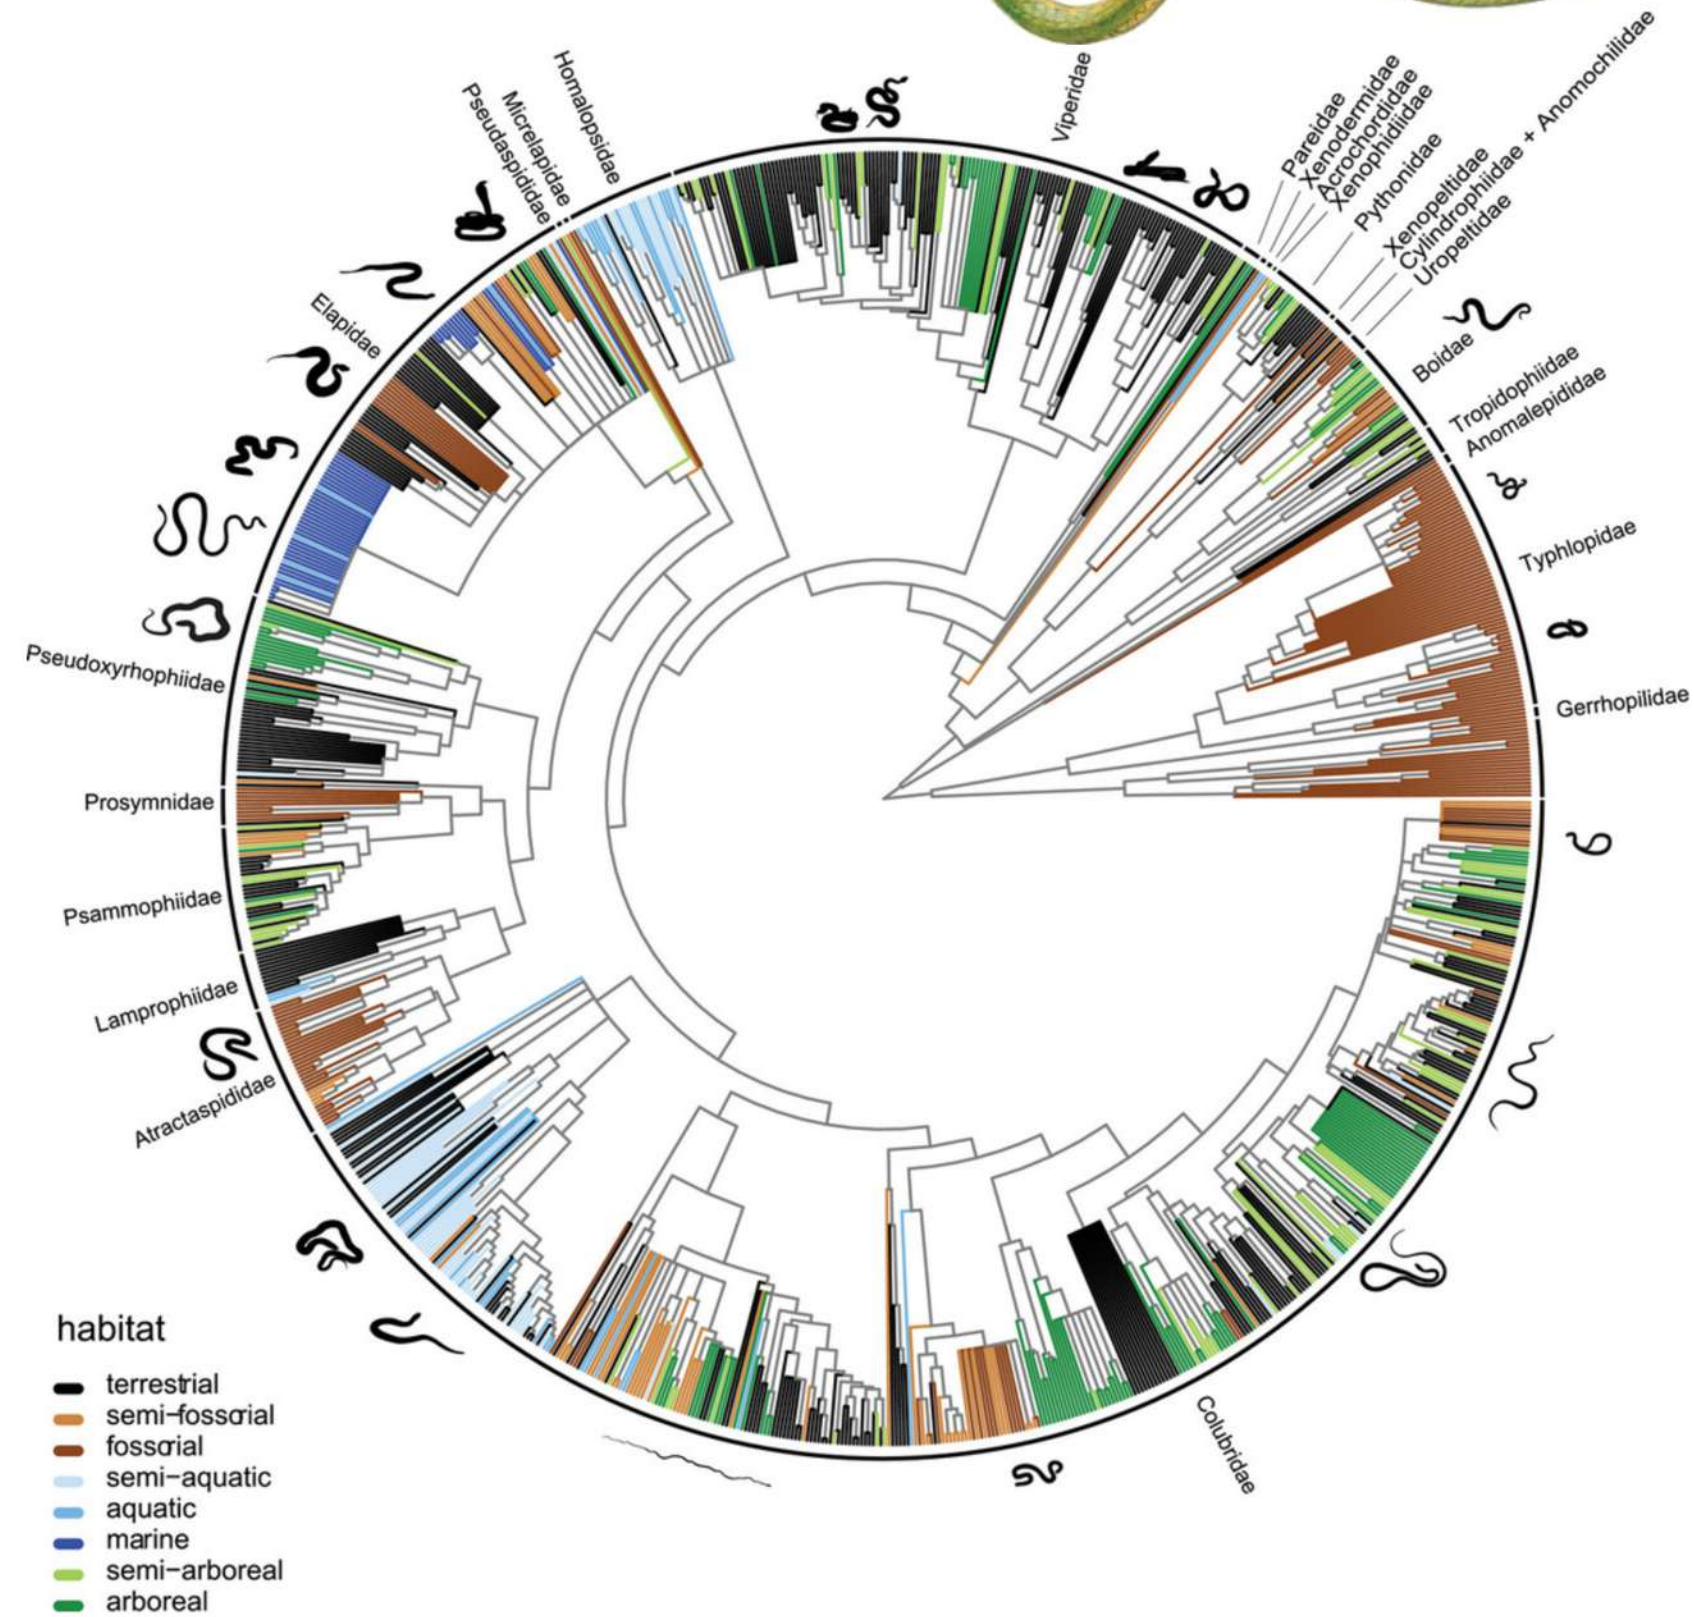 Homalopsidae
Micrelapidae
Pseudaspididae
Elapidae
Viperidae
Pareidae
Xenodermidae
Acrochordidae
Xenophidiidae
Pythonidae
Xenopeltidae
Cylindrophiidae + Anomochilidae
Uropeltidae
Boidae
Tropidophiidae
Anomalepididae
Typhlopidae
Gerrhopilidae
Pseudoxyrhophiidae
Prosymnidae
Psammophiidae
Lamprophiidae
Atractaspididae
Colubridae
habitat
terrestrial
semi-fossorial
fossorial
semi-aquatic
aquatic
marine
semi-arboreal
arboreal